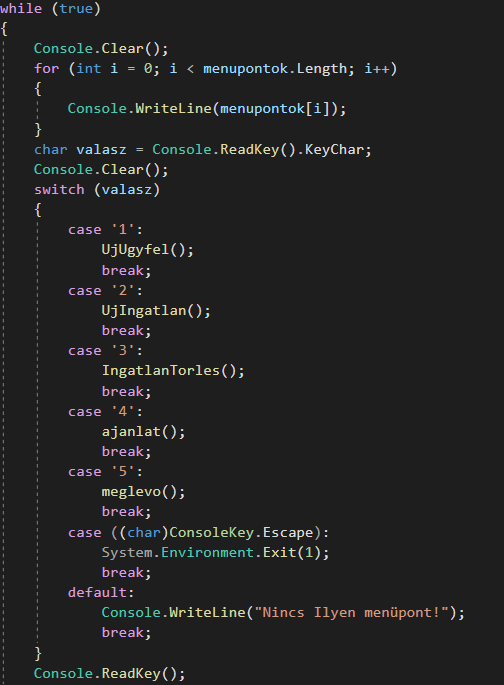 while (true)
{
Console.Clear();
for (int i = 0; i < menupontok.Length; i++)
{
Console.WriteLine(menupontok[i]);
}
char valasz = Console.ReadKey().KeyChar;
Console.Clear();
switch (valasz)
{
case '1':
UjUgyfel();
break;
case '2':
UjIngatlan();
break;
case '3':
IngatlanTorles();
break;
case '4':
ajanlat();
break;
case '5':
meglevo();
break;
case ((char)ConsoleKey.Escape):
System.Environment.Exit(1);
break;
default:
Console.WriteLine("Nincs Ilyen menüpont!");
break;
}
Console.ReadKey();